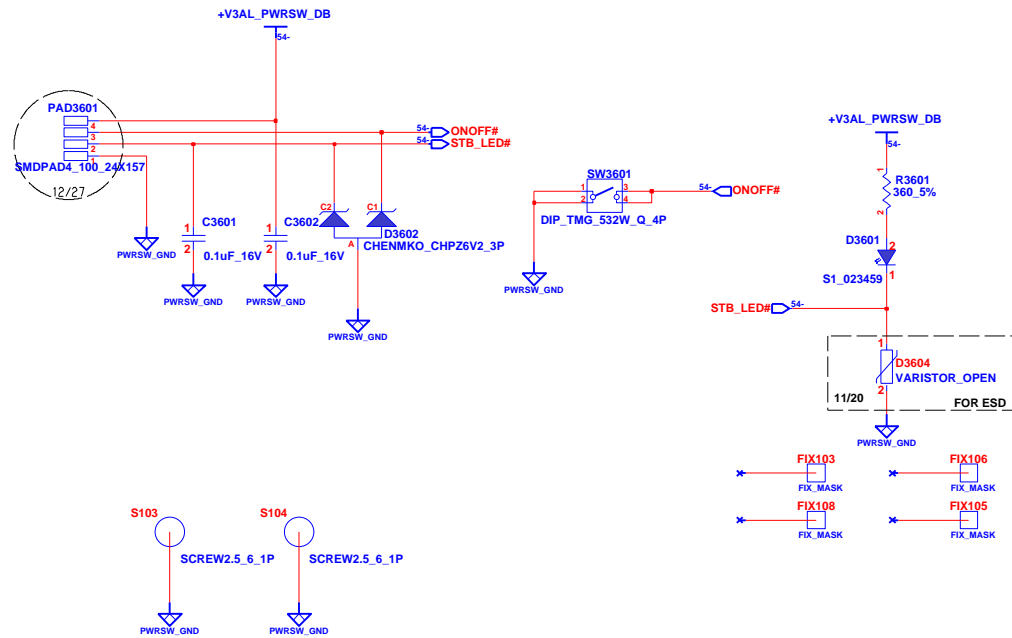 +V3AL_PWRSW_DB
54-
PAD3601
4
3
2
1
SMDPAD4_100_24X157
12/27
54-
ONOFF#
54-
STB_LED#
PWRSW_GND
C3601
1
2
0.1uF_16V
PWRSW_GND
C3602
1
2
0.1uF_16V
PWRSW_GND
C2
C1
A
D3602
CHENMKO_CHPZ6V2_3P
PWRSW_GND
SW3601
1
2
3
4
DIP_TMG_532W_Q_4P
54-
ONOFF#
PWRSW_GND
+V3AL_PWRSW_DB
54-
1
R3601
360_5%
2
D3601
2
S1_023459
1
STB_LED#
54-
1
D3604
VARISTOR_OPEN
2
11/20
FOR ESD
PWRSW_GND
FIX103
FIX_MASK
FIX106
FIX_MASK
FIX108
FIX_MASK
FIX105
FIX_MASK
S103
SCREW2.5_6_1P
PWRSW_GND
S104
SCREW2.5_6_1P
PWRSW_GND